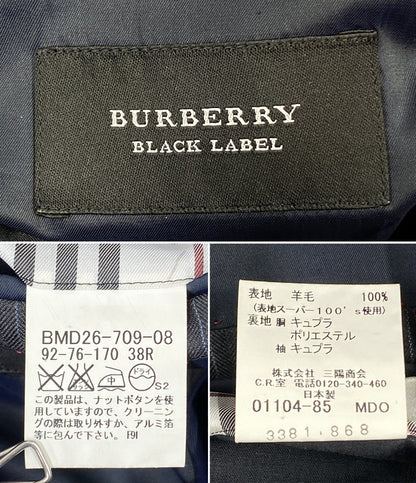 BURBERRY
BLACK LABEL
BMD26-709-08
92-76-170 38R
ドライ
S2
この製品は、ナットボタンを使
用していますので、クリーニング
の際は取り外すか、アルミ箔
等に包んで下さい。 F9I
表地 羊毛 100%
(表地スーパー100's使用)
裏地 胴 キュプラ
ポリエステル
袖 キュプラ
株式会社 三陽商会
C.R.室 電話0120-340-460
日本製
01104-85 MDO
3381.868